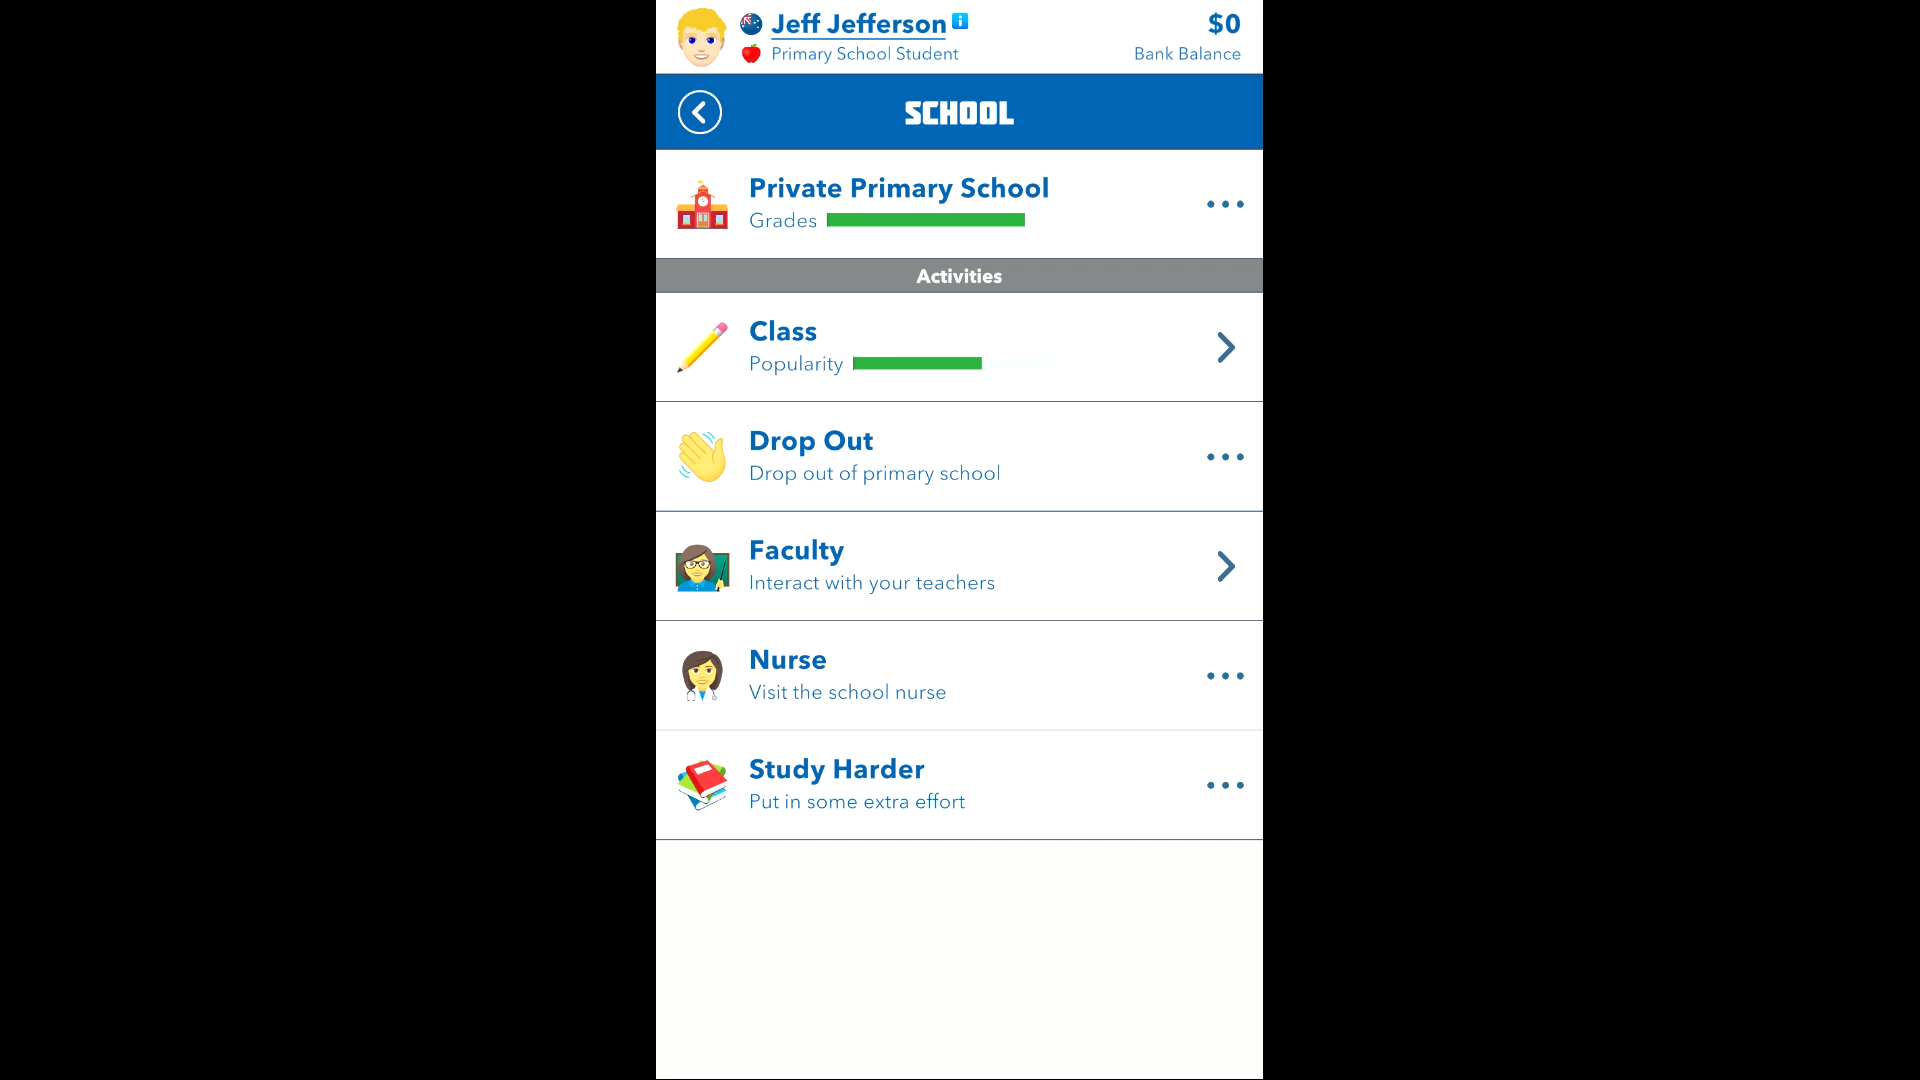 Jeff Jefferson
$0
Primary School Student
Bank Balance
SCHOOL
Private Primary School
Grades
Activities
Class
Popularity
Drop Out
Drop out of primary school
Faculty
Interact with your teachers
Nurse
Visit the school nurse
Study Harder
Put in some extra effort